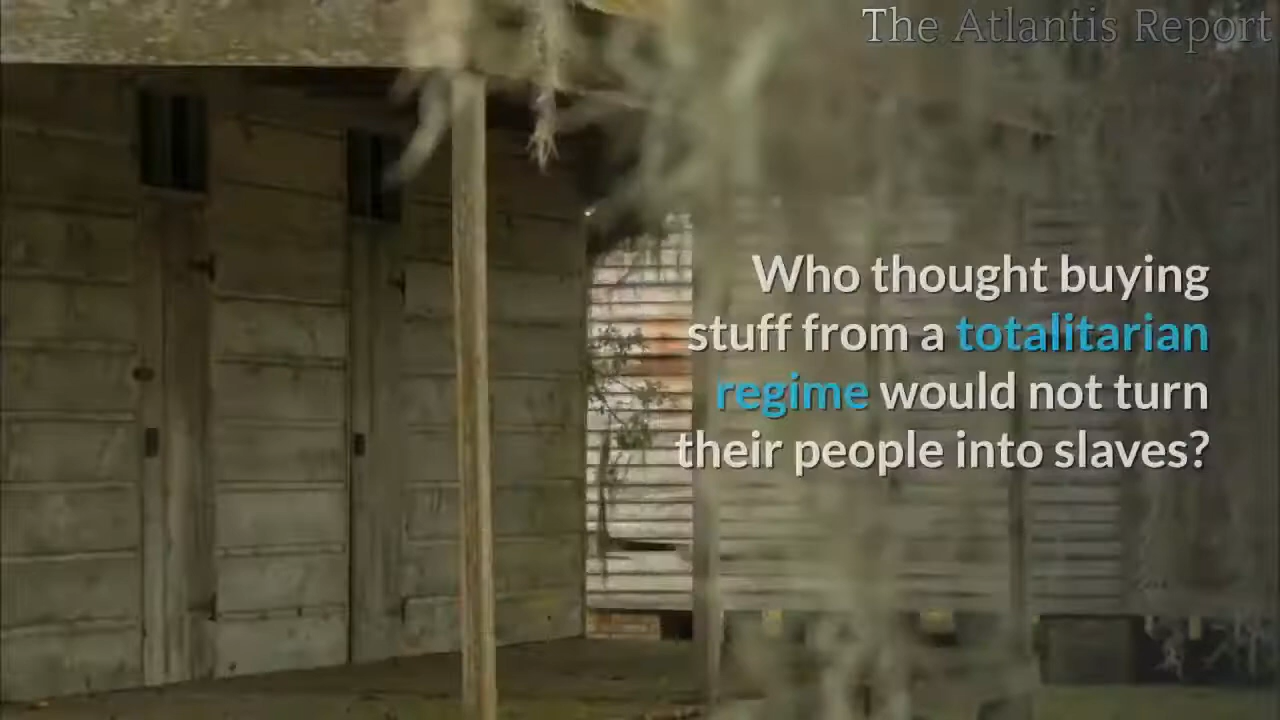 The Atlantis Report
Who thought buying
stuff from a totalitarian
regime would not turn
their people into slaves?